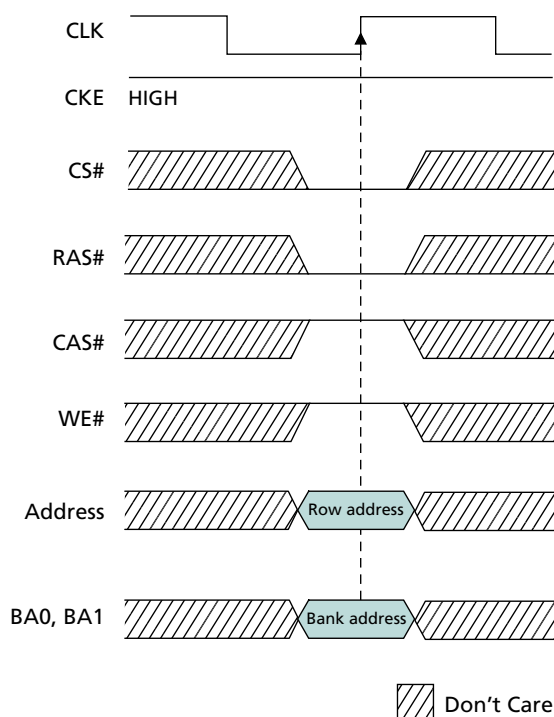 CLK
CKE HIGH
CS#
RAS#
CAS#
WE#
Address Row address
BA0, BA1 Bank address
Don't Care